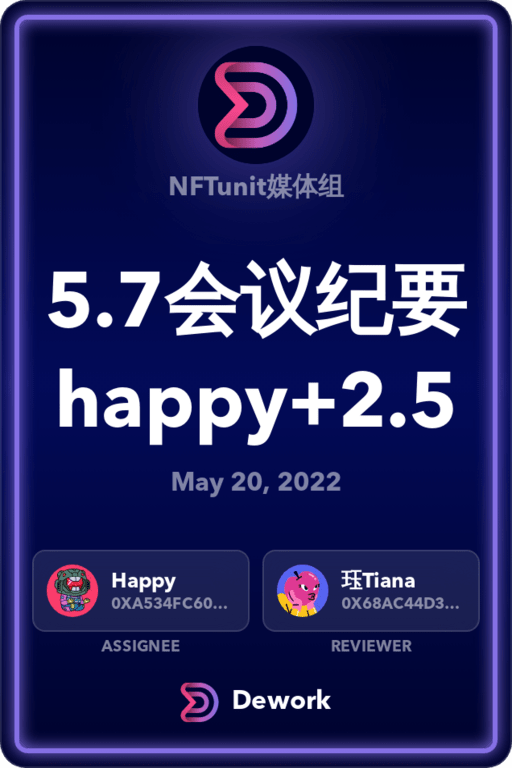 NFTunit媒体组
5.7会议纪要
happy+2.5
May 20, 2022
Happy
0XA534FC60...
ASSIGNEE
珏Tiana
0X68AC44D3...
REVIEWER
Dework